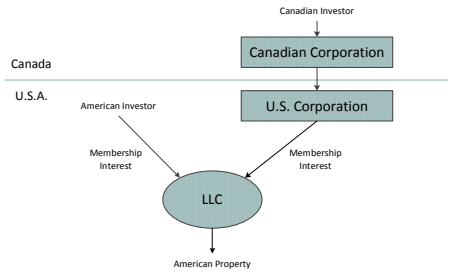 Canadian Investor
Canadian Corporation
Canada
U.S.A.
American Investor
U.S. Corporation
Membership
Interest
Membership
Interest
LLC
American Property